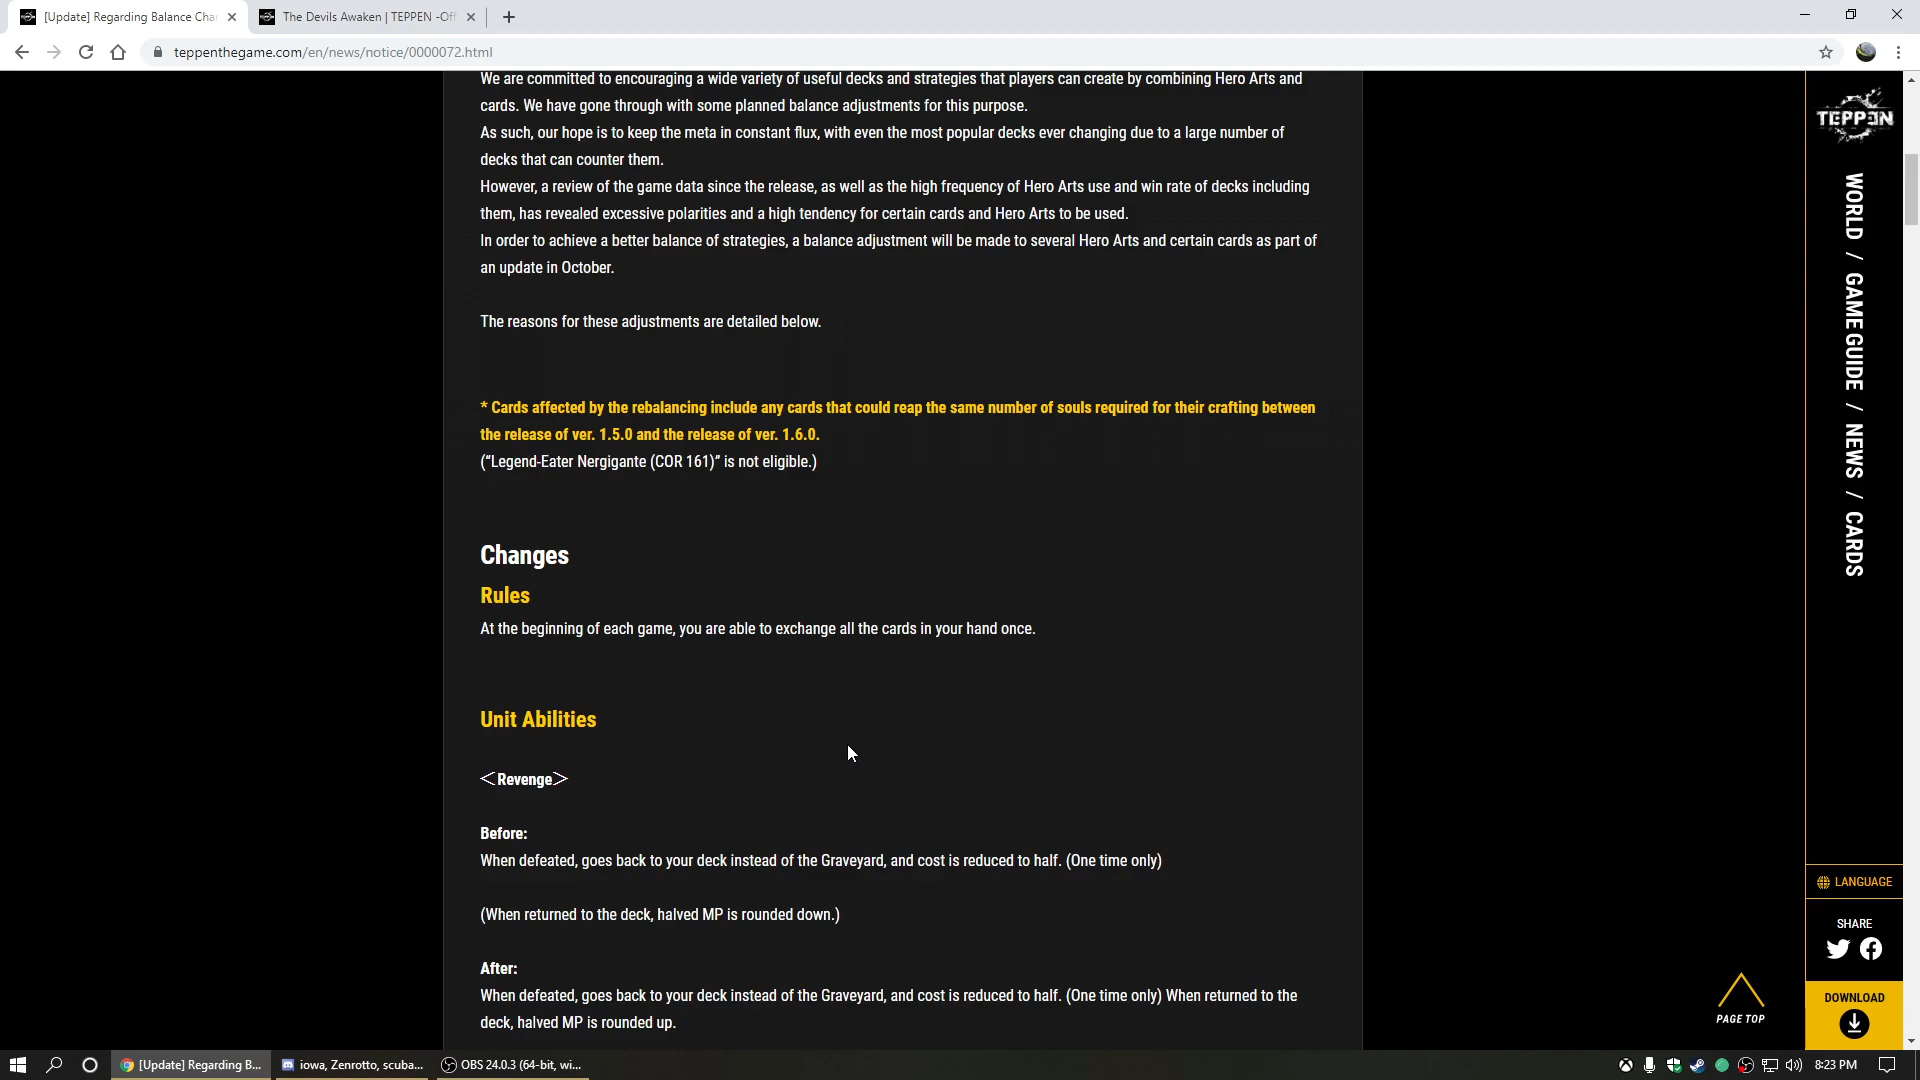 [Update] Regarding Balance Cha
The Devils Awaken | TEPPEN -Off
teppenthegame.com/en/news/notice/0000072.html
We are committed to encouraging a wide variety of useful decks and strategies that players can create by combining Hero Arts and
cards. We have gone through with some planned balance adjustments for this purpose.
As such, our hope is to keep the meta in constant flux, with even the most popular decks ever changing due to a large number of
decks that can counter them.
However, a review of the game data since the release, as well as the high frequency of Hero Arts use and win rate of decks including
them, has revealed excessive polarities and a high tendency for certain cards and Hero Arts to be used.
In order to achieve a better balance of strategies, a balance adjustment will be made to several Hero Arts and certain cards as part of
an update in October.
The reasons for these adjustments are detailed below.
* Cards affected by the rebalancing include any cards that could reap the same number of souls required for their crafting between
the release of ver. 1.5.0 and the release of ver. 1.6.0.
(“Legend-Eater Nergigante (COR 161)” is not eligible.)
Changes
Rules
At the beginning of each game, you are able to exchange all the cards in your hand once.
Unit Abilities
＜Revenge＞
Before:
When defeated, goes back to your deck instead of the Graveyard, and cost is reduced to half. (One time only)
(When returned to the deck, halved MP is rounded down.)
After:
When defeated, goes back to your deck instead of the Graveyard, and cost is reduced to half. (One time only) When returned to the
deck, halved MP is rounded up.
TEPPEN
WORLD / GAME GUIDE / NEWS / CARDS
LANGUAGE
SHARE
PAGE TOP
DOWNLOAD
[Update] Regarding B...
iowa, Zenrotto, scuba...
OBS 24.0.3 (64-bit, wi...
8:23 PM